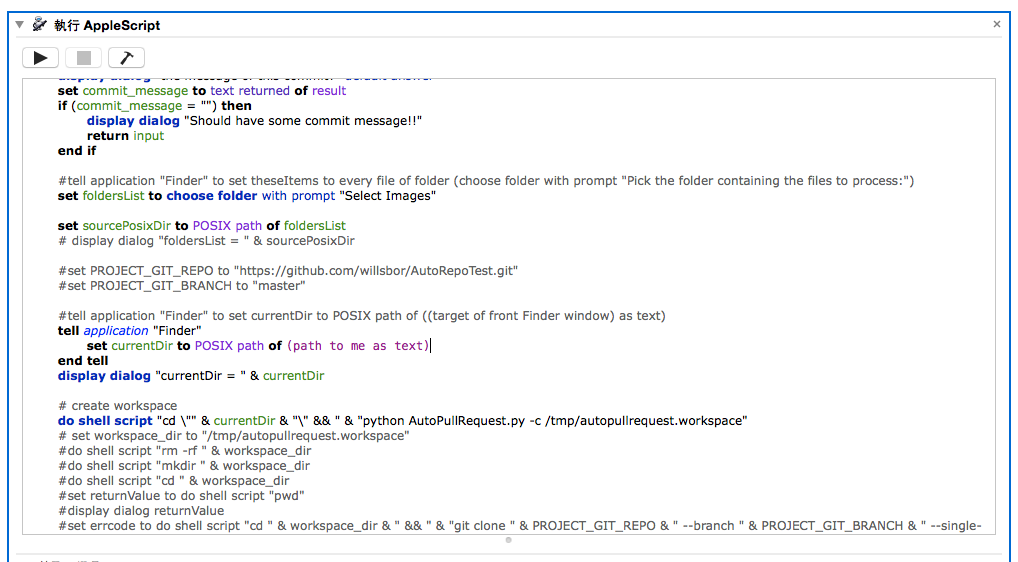 執行 AppleScript
display dialog "the message of this commit?" default answer
set commit_message to text returned of result
if (commit_message = "") then
display dialog "Should have some commit message!!"
return input
end if
#tell application "Finder" to set theseItems to every file of folder (choose folder with prompt "Pick the folder containing the files to process:")
set foldersList to choose folder with prompt "Select Images"
set sourcePosixDir to POSIX path of foldersList
# display dialog "foldersList = " & sourcePosixDir
#set PROJECT_GIT_REPO to "https://github.com/willsbor/AutoRepoTest.git"
#set PROJECT_GIT_BRANCH to "master"
#tell application "Finder" to set currentDir to POSIX path of ((target of front Finder window) as text)
tell application "Finder"
set currentDir to POSIX path of (path to me as text)
end tell
display dialog "currentDir = " & currentDir
# create workspace
do shell script "cd \"" & currentDir & "\" && " & "python AutoPullRequest.py -c /tmp/autopullrequest.workspace"
# set workspace_dir to "/tmp/autopullrequest.workspace"
#do shell script "rm -rf " & workspace_dir
#do shell script "mkdir " & workspace_dir
#do shell script "cd " & workspace_dir
#set returnValue to do shell script "pwd"
#display dialog returnValue
#set errcode to do shell script "cd " & workspace_dir & " && " & "git clone " & PROJECT_GIT_REPO & " --branch " & PROJECT_GIT_BRANCH & " --single-